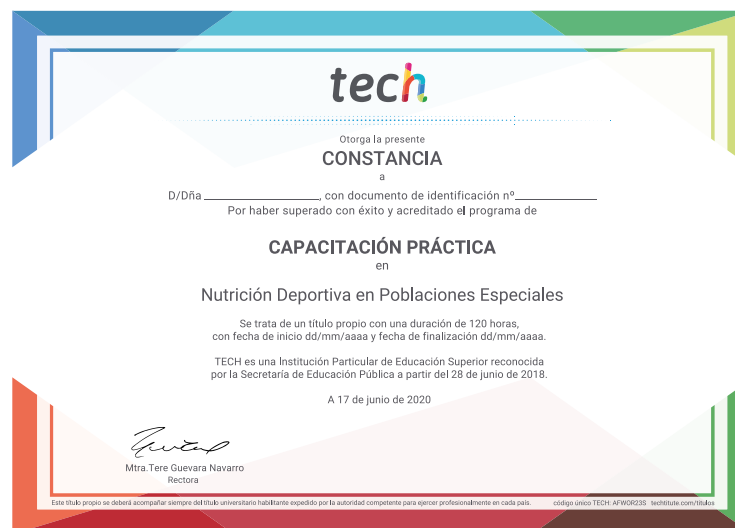 tech
Otorga la presente
CONSTANCIA
a
D/Dña ____________________, con documento de identificación nº______________
Por haber superado con éxito y acreditado el programa de
CAPACITACIÓN PRÁCTICA
en
Nutrición Deportiva en Poblaciones Especiales
Se trata de un título propio con una duración de 120 horas,
con fecha de inicio dd/mm/aaaa y fecha de finalización dd/mm/aaaa.
TECH es una Institución Particular de Educación Superior reconocida
por la Secretaría de Educación Pública a partir del 28 de junio de 2018.
A 17 de junio de 2020
Mtra.Tere Guevara Navarro
Rectora
Este título propio se deberá acompañar siempre del título universitario habilitante expedido por la autoridad competente para ejercer profesionalmente en cada país. código único TECH: AFWOR23S techtitute.com/títulos